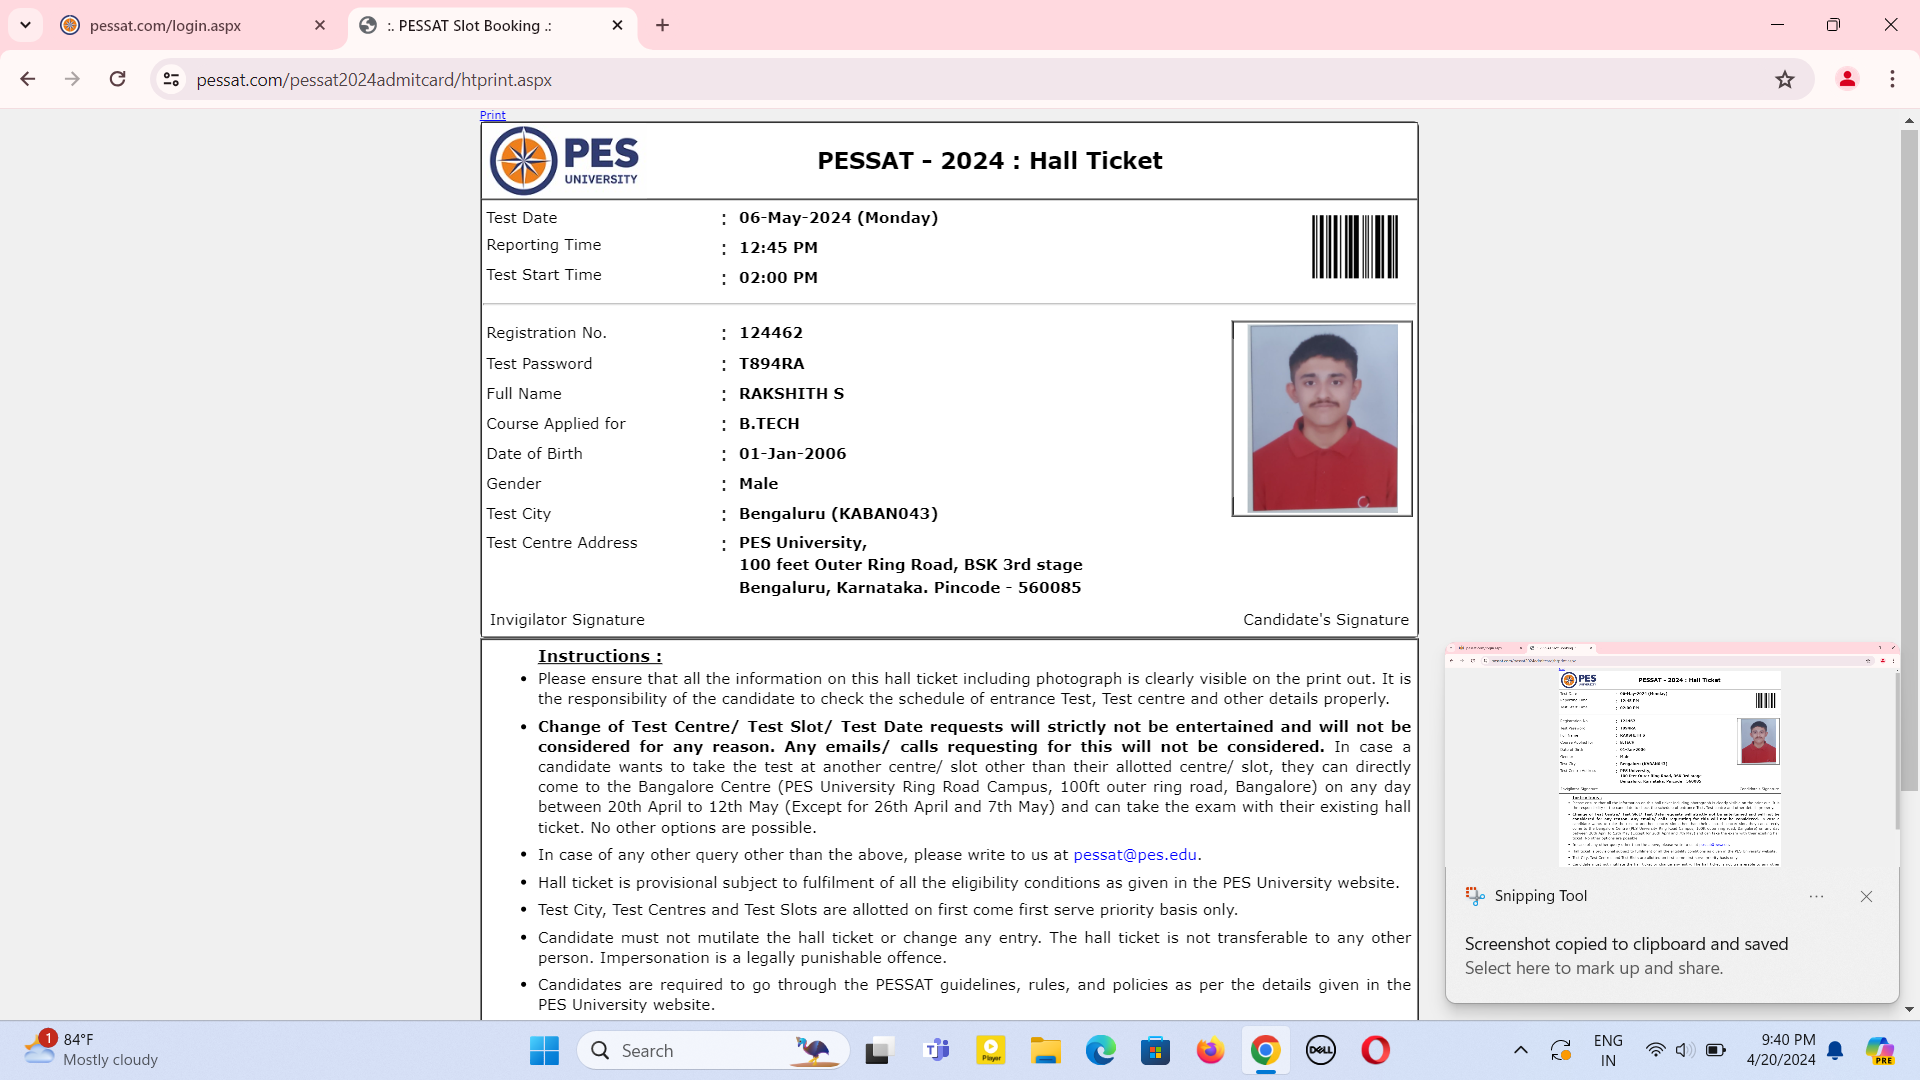 pessat.com/login.aspx
:. PESSAT Slot Booking .:
pessat.com/pessat2024admitcard/htprint.aspx
Print
PES
UNIVERSITY
PESSAT - 2024 : Hall Ticket
Test Date : 06-May-2024 (Monday)
Reporting Time : 12:45 PM
Test Start Time : 02:00 PM
Registration No. : 124462
Test Password : T894RA
Full Name : RAKSHITH S
Course Applied for : B.TECH
Date of Birth : 01-Jan-2006
Gender : Male
Test City : Bengaluru (KABAN043)
Test Centre Address : PES University,
100 feet Outer Ring Road, BSK 3rd stage
Bengaluru, Karnataka. Pincode - 560085
Invigilator Signature Candidate's Signature
Instructions :
• Please ensure that all the information on this hall ticket including photograph is clearly visible on the print out. It is
the responsibility of the candidate to check the schedule of entrance Test, Test centre and other details properly.
• Change of Test Centre/ Test Slot/ Test Date requests will strictly not be entertained and will not be
considered for any reason. Any emails/ calls requesting for this will not be considered. In case a
candidate wants to take the test at another centre/ slot other than their allotted centre/ slot, they can directly
come to the Bangalore Centre (PES University Ring Road Campus, 100ft outer ring road, Bangalore) on any day
between 20th April to 12th May (Except for 26th April and 7th May) and can take the exam with their existing hall
ticket. No other options are possible.
• In case of any other query other than the above, please write to us at pessat@pes.edu.
• Hall ticket is provisional subject to fulfilment of all the eligibility conditions as given in the PES University website.
• Test City, Test Centres and Test Slots are allotted on first come first serve priority basis only.
• Candidate must not mutilate the hall ticket or change any entry. The hall ticket is not transferable to any other
person. Impersonation is a legally punishable offence.
• Candidates are required to go through the PESSAT guidelines, rules, and policies as per the details given in the
PES University website.
Snipping Tool
Screenshot copied to clipboard and saved
Select here to mark up and share.
1
84°F
Mostly cloudy
Search
Player
DELL
ENG
IN
9:40 PM
4/20/2024
PRE